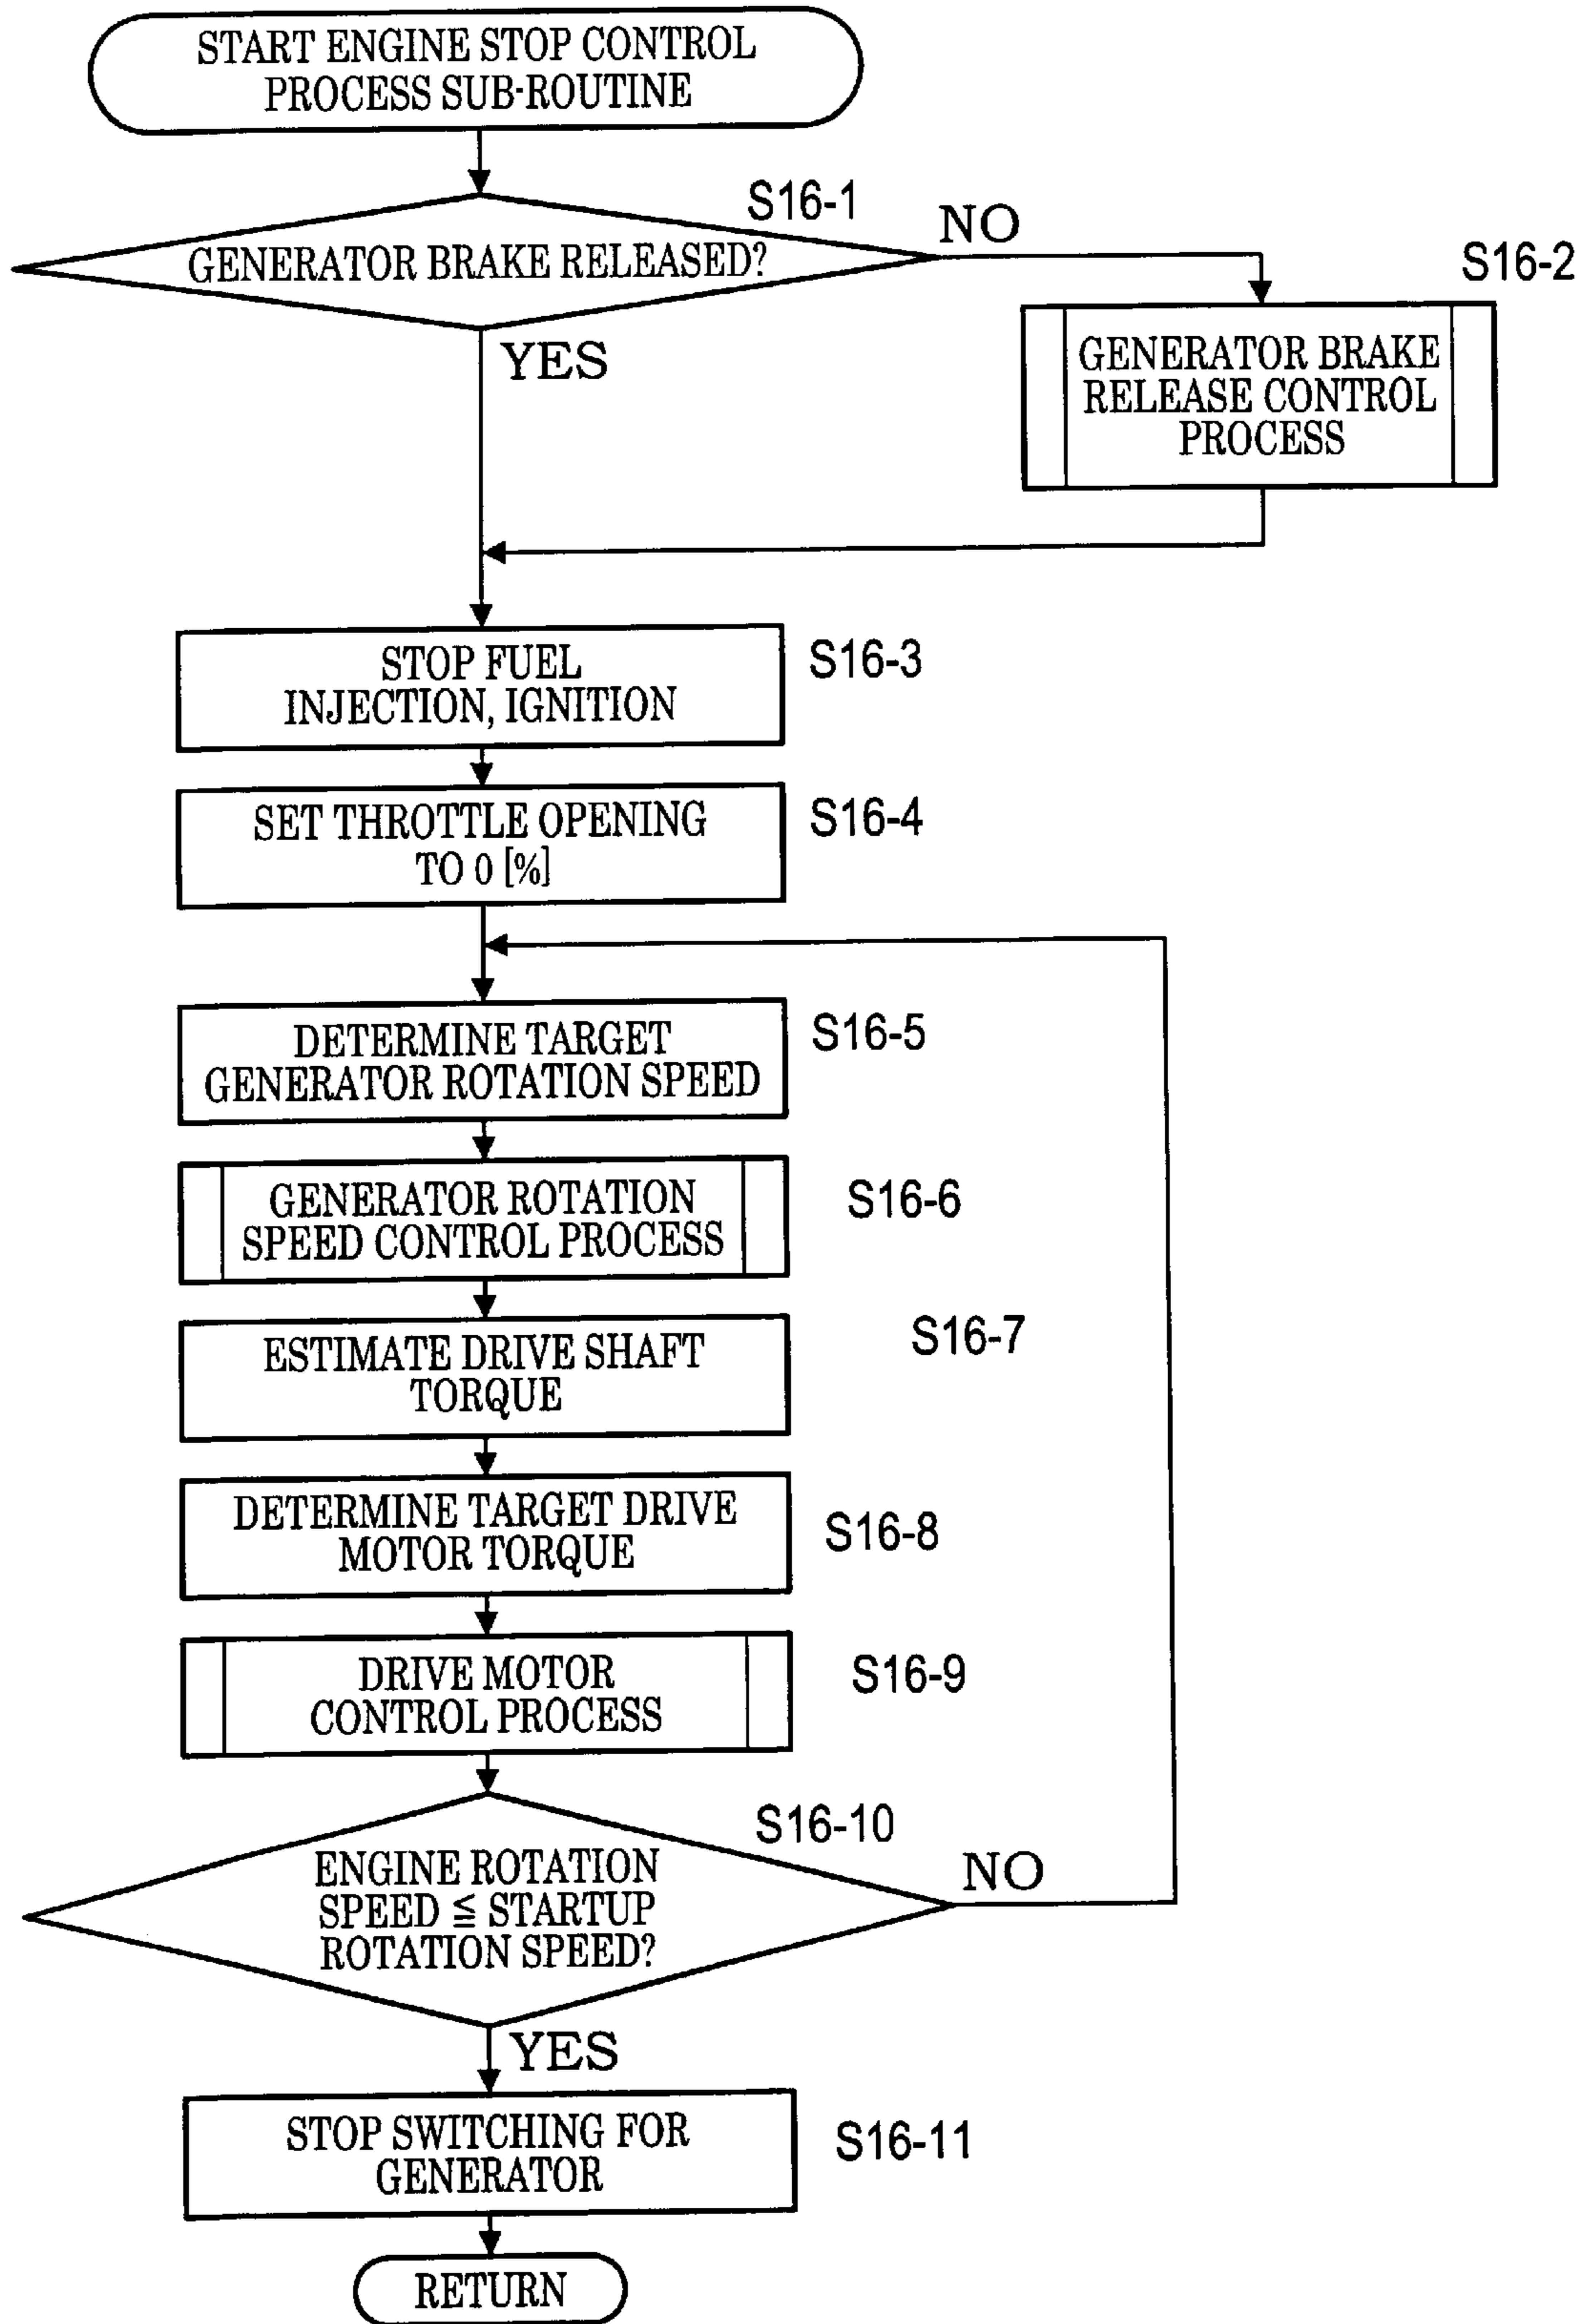 START ENGINE STOP CONTROL
PROCESS SUB-ROUTINE
S16-1
GENERATOR BRAKE RELEASED?
NO
YES
S16-2
GENERATOR BRAKE
RELEASE CONTROL
PROCESS
STOP FUEL
INJECTION, IGNITION
S16-3
SET THROTTLE OPENING
TO 0 [%]
S16-4
DETERMINE TARGET
GENERATOR ROTATION SPEED
S16-5
GENERATOR ROTATION
SPEED CONTROL PROCESS
S16-6
ESTIMATE DRIVE SHAFT
TORQUE
S16-7
DETERMINE TARGET DRIVE
MOTOR TORQUE
S16-8
DRIVE MOTOR
CONTROL PROCESS
S16-9
S16-10
ENGINE ROTATION
SPEED ≦ STARTUP
ROTATION SPEED?
NO
YES
STOP SWITCHING FOR
GENERATOR
S16-11
RETURN